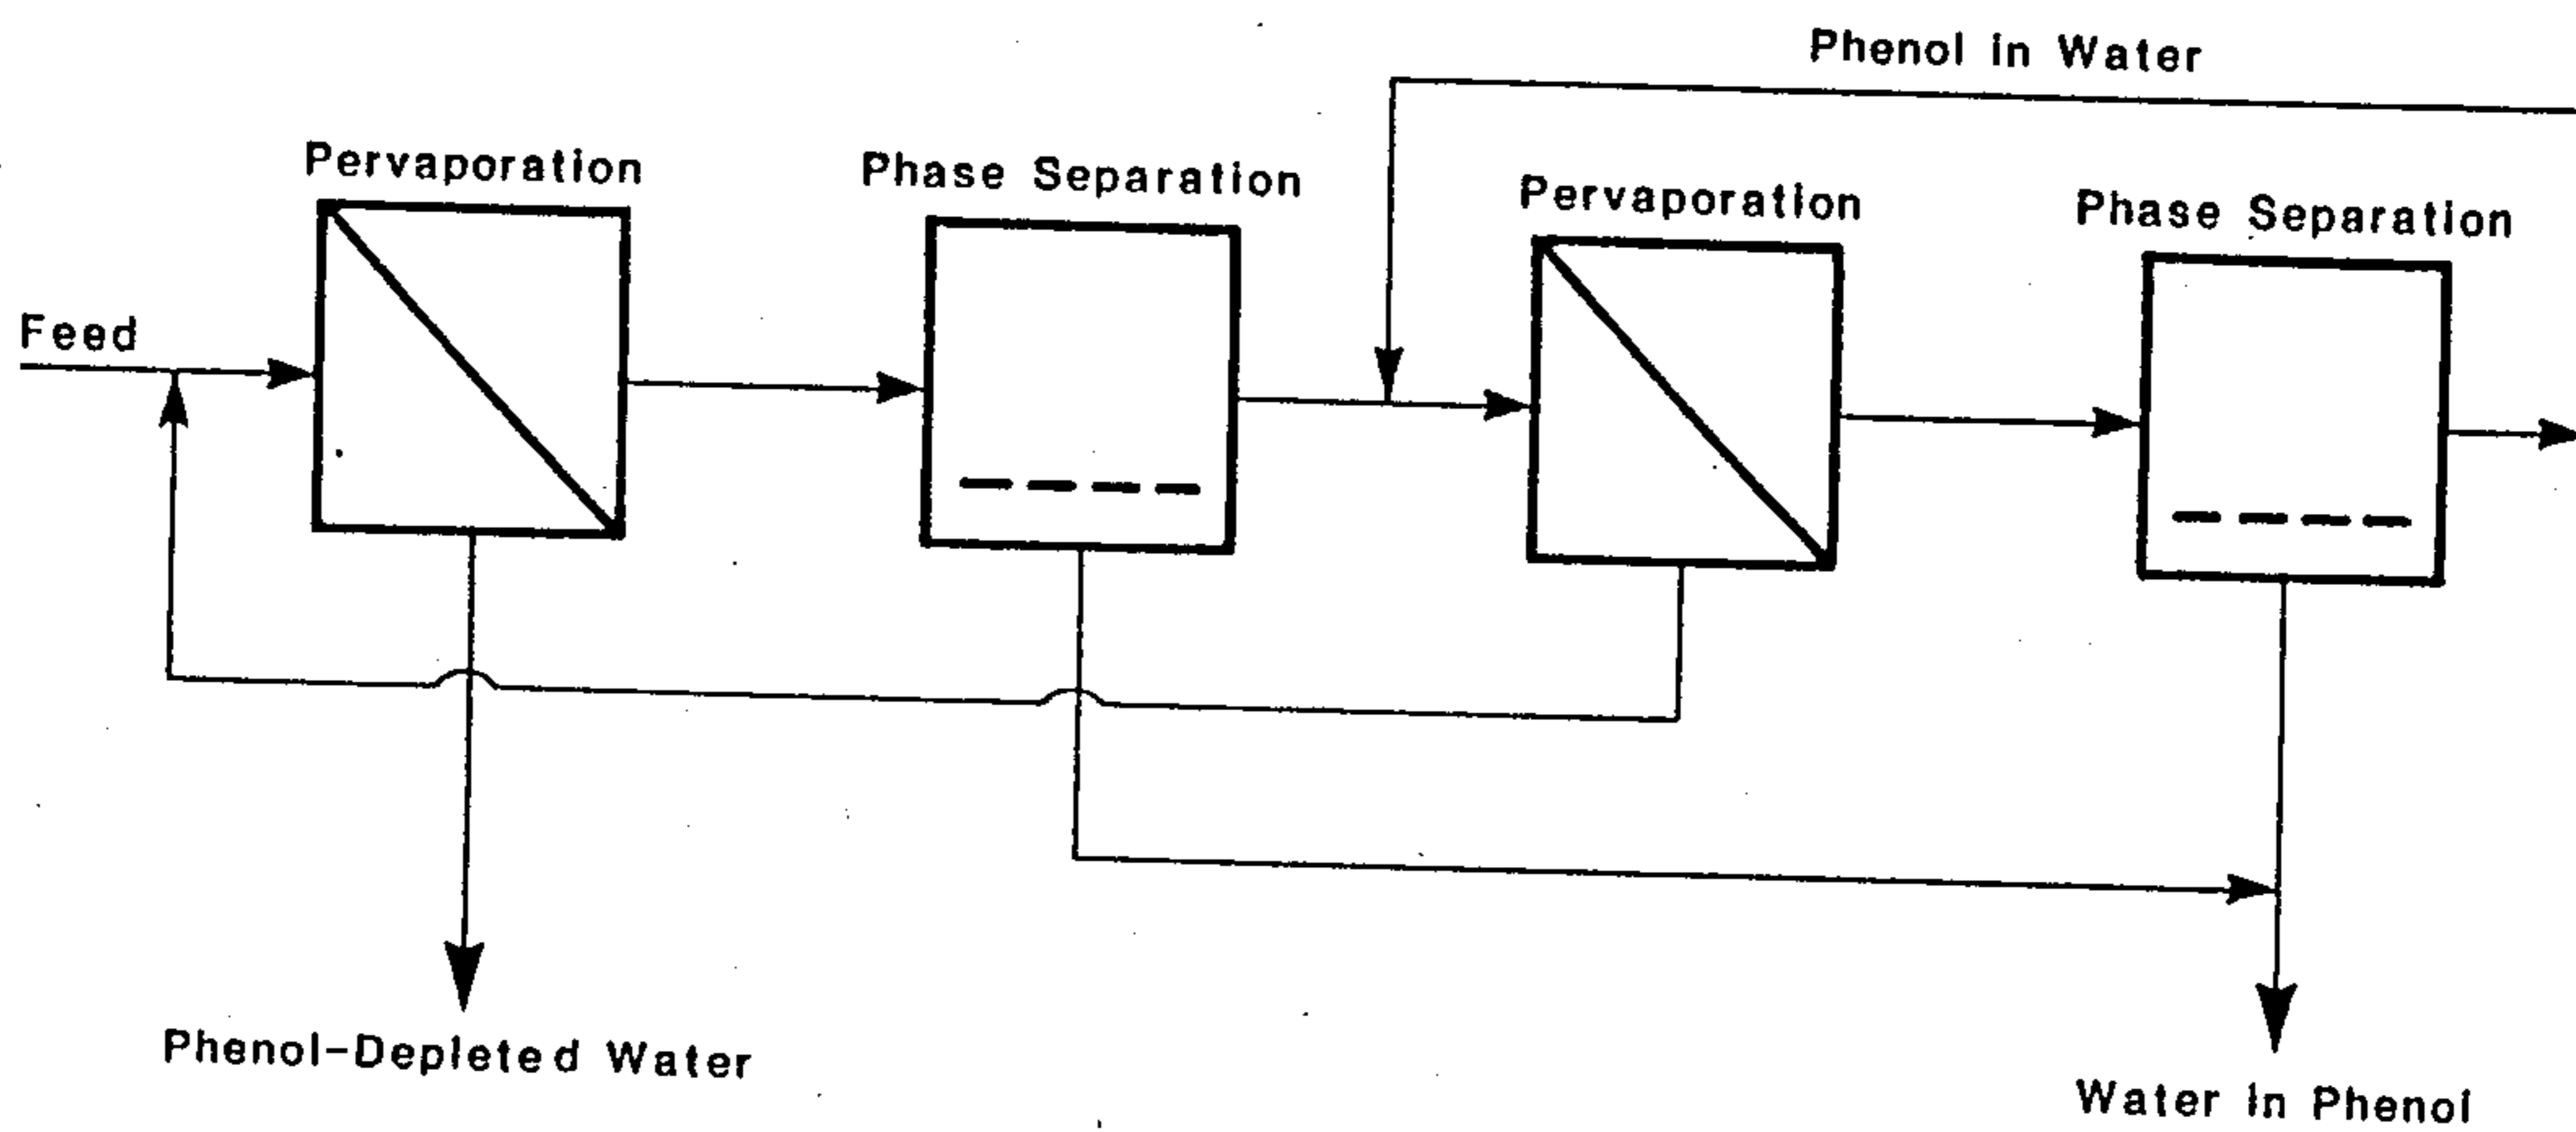 Phenol in Water
Pervaporation
Phase Separation
Pervaporation
Phase Separation
Feed
Phenol-Depleted Water
Water in Phenol